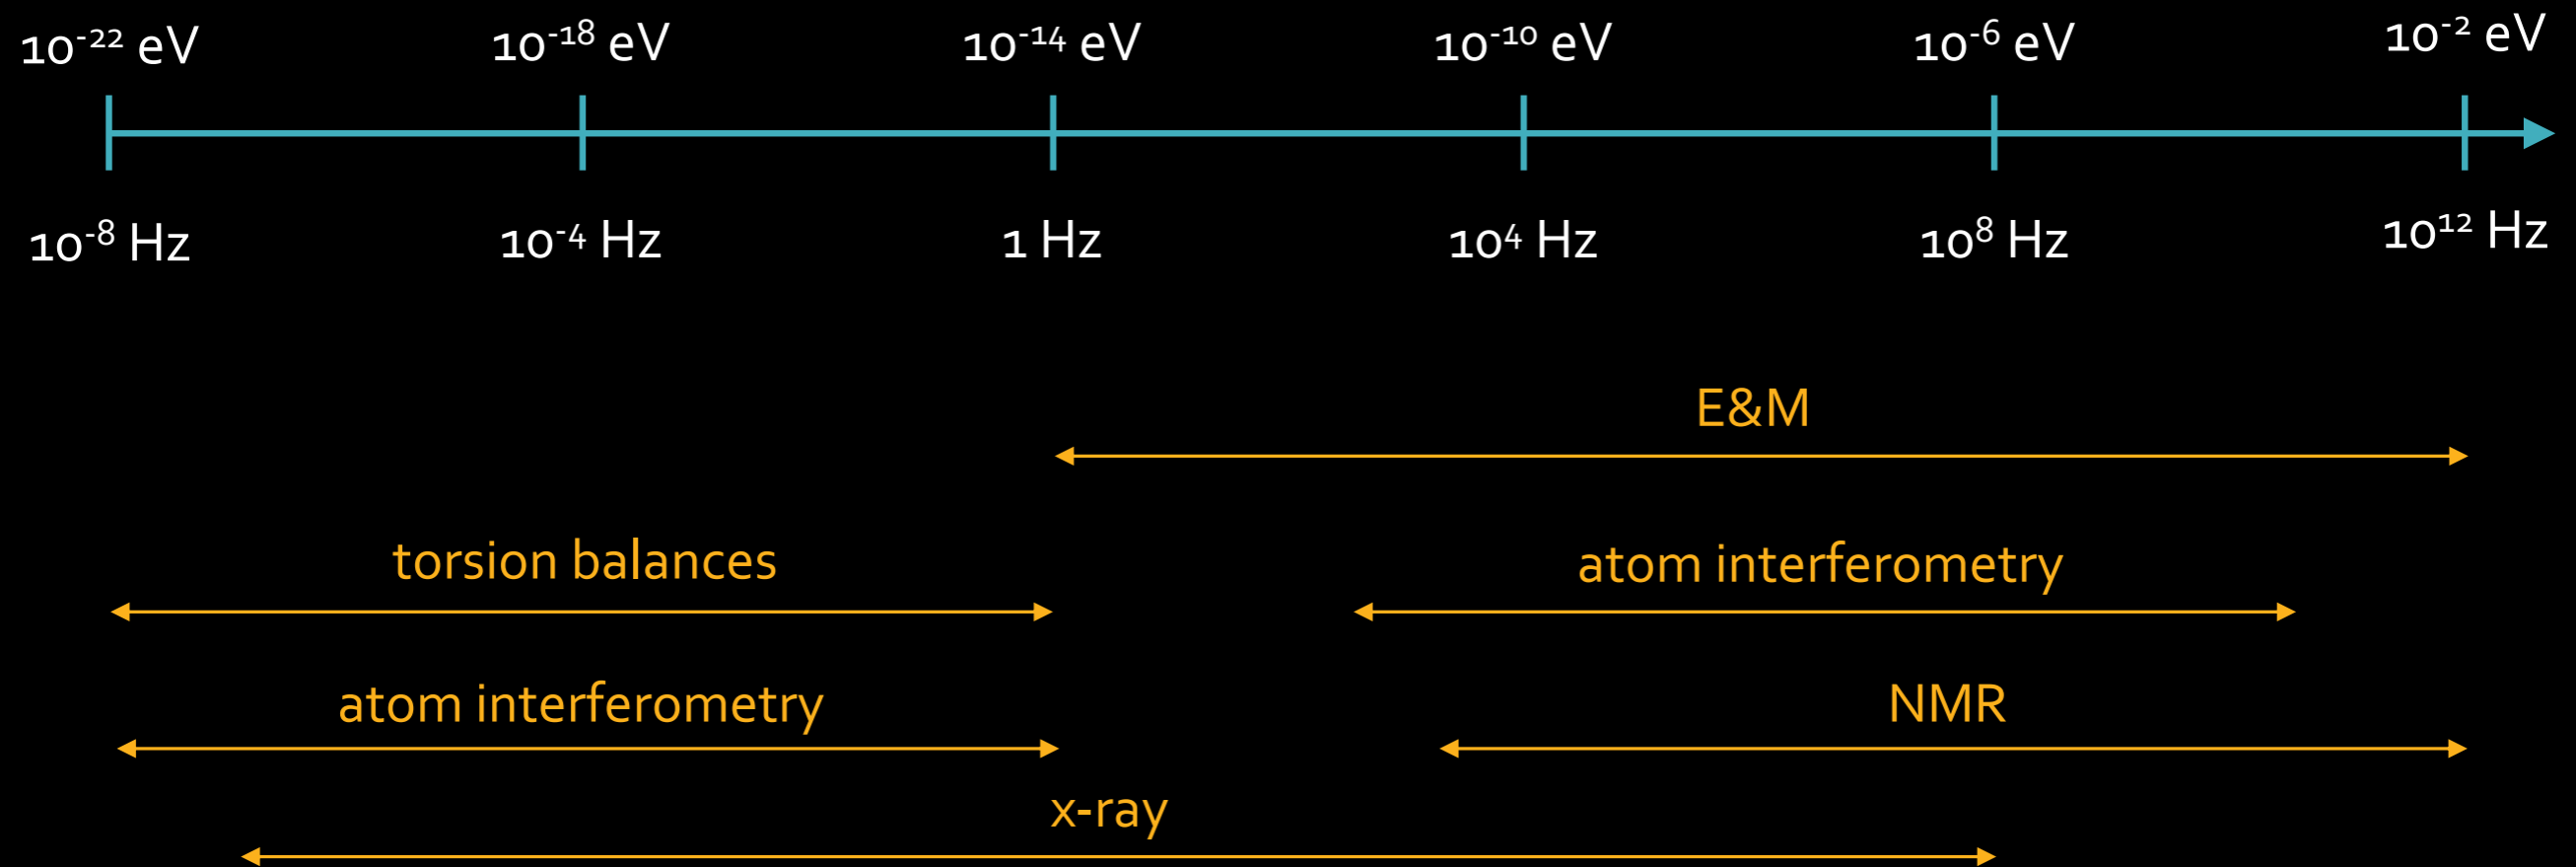 10⁻²² eV 10⁻¹⁸ eV 10⁻¹⁴ eV 10⁻¹⁰ eV 10⁻⁶ eV 10⁻² eV
10⁻⁸ Hz 10⁻⁴ Hz 1 Hz 10⁴ Hz 10⁸ Hz 10¹² Hz
E&M
torsion balances atom interferometry
atom interferometry NMR
x-ray